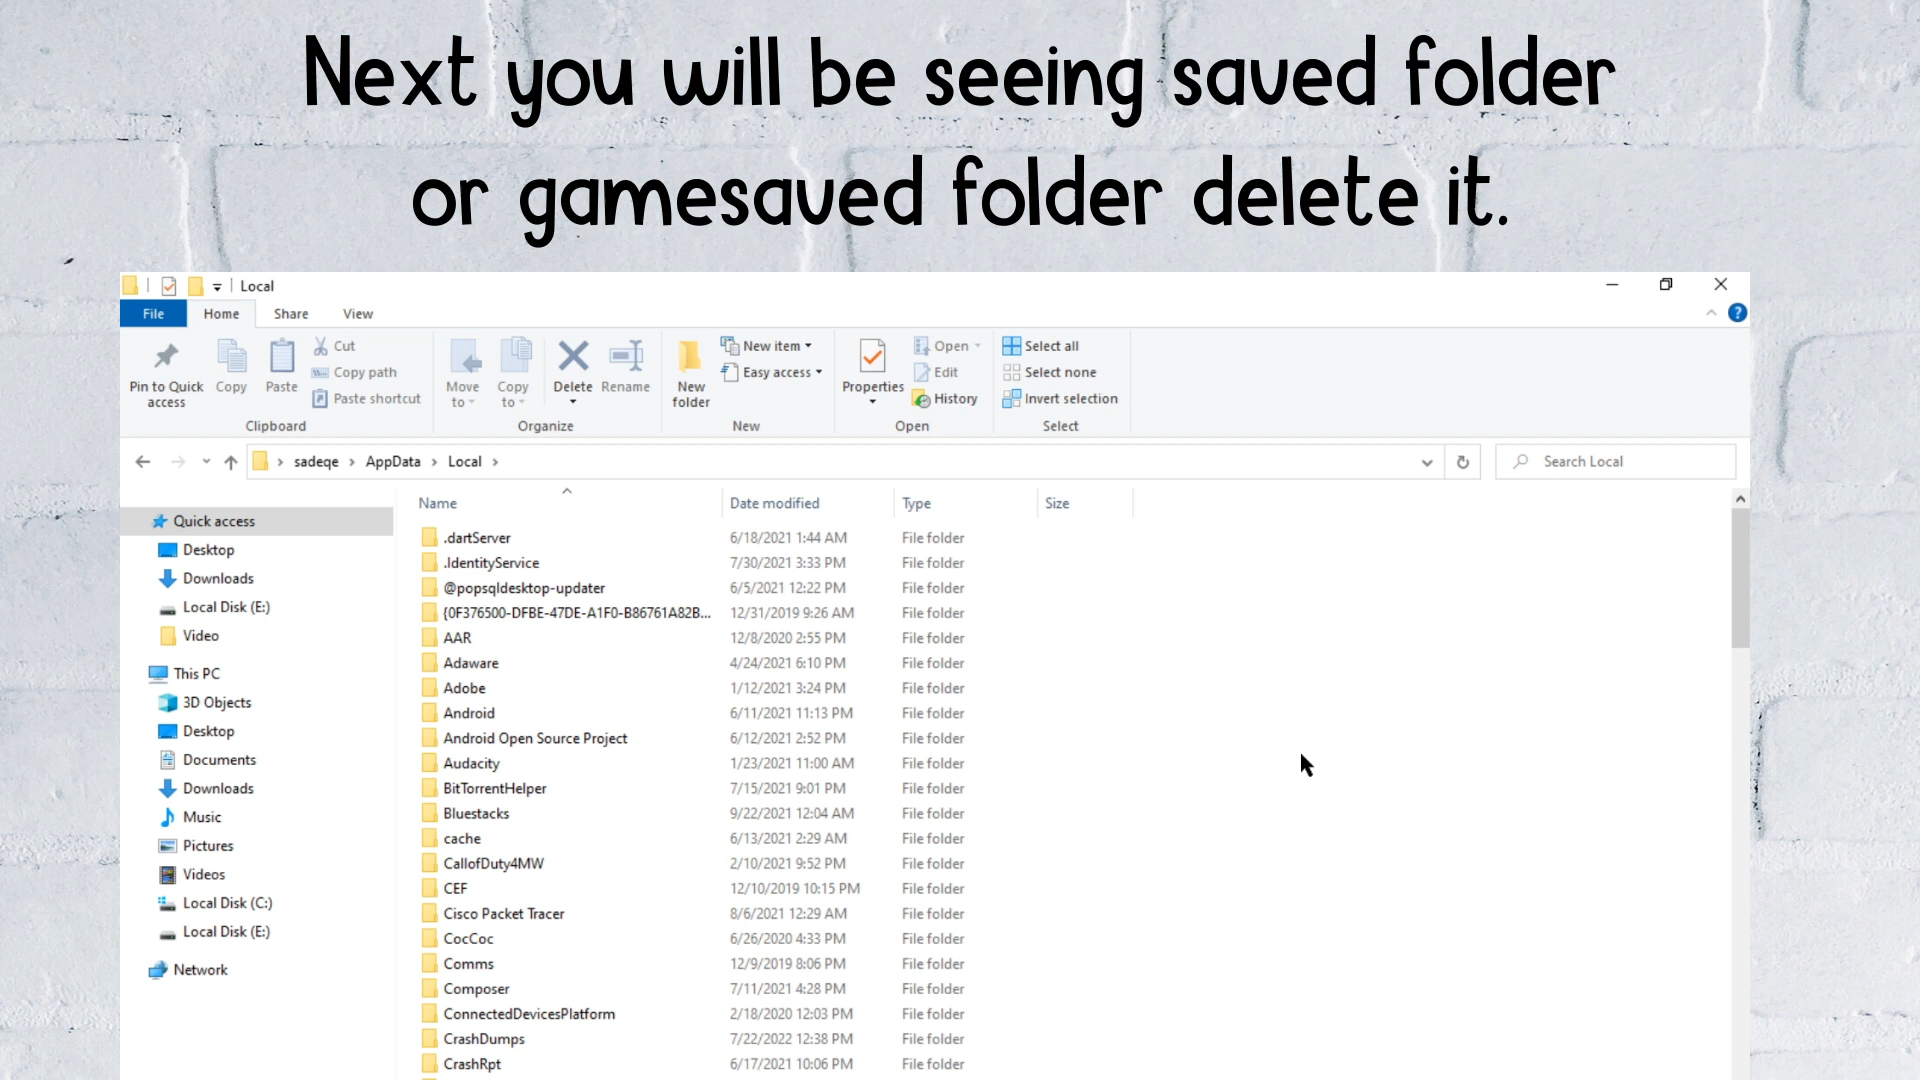 Next you will be seeing saved folder
or gamesaved folder delete it.
Local
File Home Share View
Pin to Quick access
Copy
Paste
Cut
Copy path
Paste shortcut
Clipboard
Move to
Copy to
Delete
Rename
Organize
New folder
New item
Easy access
New
Properties
Open
Edit
History
Open
Select all
Select none
Invert selection
Select
sadeqe > AppData > Local >
Search Local
Quick access
Desktop
Downloads
Local Disk (E:)
Video
This PC
3D Objects
Desktop
Documents
Downloads
Music
Pictures
Videos
Local Disk (C:)
Local Disk (E:)
Network
Name Date modified Type Size
.dartServer 6/18/2021 1:44 AM File folder
.IdentityService 7/30/2021 3:33 PM File folder
@popsqldesktop-updater 6/5/2021 12:22 PM File folder
{0F376500-DFBE-47DE-A1F0-B86761A82B... 12/31/2019 9:26 AM File folder
AAR 12/8/2020 2:55 PM File folder
Adaware 4/24/2021 6:10 PM File folder
Adobe 1/12/2021 3:24 PM File folder
Android 6/11/2021 11:13 PM File folder
Android Open Source Project 6/12/2021 2:52 PM File folder
Audacity 1/23/2021 11:00 AM File folder
BitTorrentHelper 7/15/2021 9:01 PM File folder
Bluestacks 9/22/2021 12:04 AM File folder
cache 6/13/2021 2:29 AM File folder
CallofDuty4MW 2/10/2021 9:52 PM File folder
CEF 12/10/2019 10:15 PM File folder
Cisco Packet Tracer 8/6/2021 12:29 AM File folder
CocCoc 6/26/2020 4:33 PM File folder
Comms 12/9/2019 8:06 PM File folder
Composer 7/11/2021 4:28 PM File folder
ConnectedDevicesPlatform 2/18/2020 12:03 PM File folder
CrashDumps 7/22/2022 12:38 PM File folder
CrashRpt 6/17/2021 10:06 PM File folder